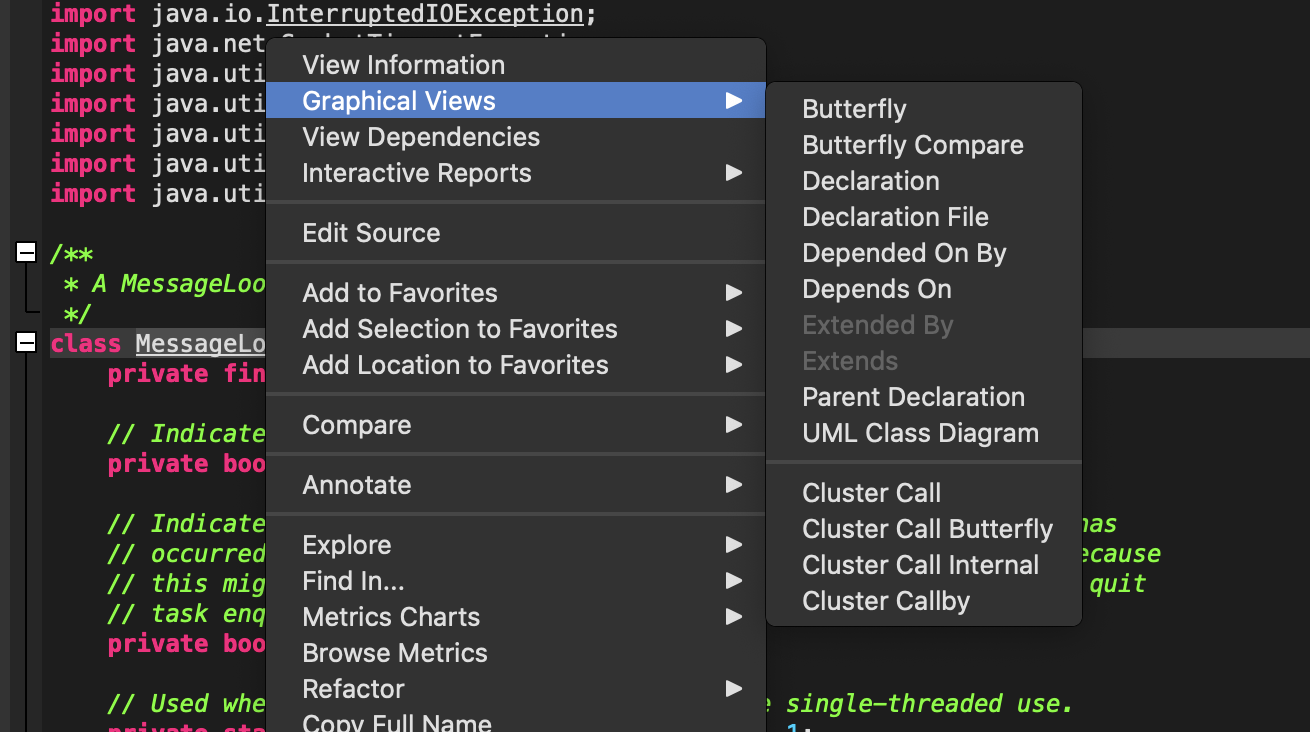 import java.io.InterruptedIOException;
import java.net
import java.uti
import java.uti
import java.uti
import java.uti
import java.uti
/**
* A MessageLoo
*/
class MessageLo
private fin
// Indicate
private boo
// Indicate has
// occurred ecause
// this mig quit
// task enq
private boo
// Used whe single-threaded use.
private sta 1;
View Information
Graphical Views
View Dependencies
Interactive Reports
Edit Source
Add to Favorites
Add Selection to Favorites
Add Location to Favorites
Compare
Annotate
Explore
Find In...
Metrics Charts
Browse Metrics
Refactor
Copy Full Name
Butterfly
Butterfly Compare
Declaration
Declaration File
Depended On By
Depends On
Extended By
Extends
Parent Declaration
UML Class Diagram
Cluster Call
Cluster Call Butterfly
Cluster Call Internal
Cluster Callby